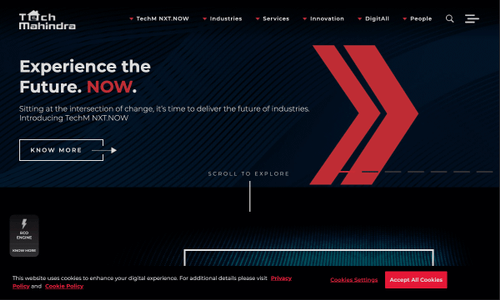 Tech
Mahindra
TechM NXT.NOW
Industries
Services
Innovation
DigitAll
People
Experience the
Future. NOW.
Sitting at the intersection of change, it's time to deliver the future of industries.
Introducing TechM NXT.NOW
KNOW MORE
SCROLL TO EXPLORE
ECO
ENGINE
KNOW MORE
This website uses cookies to enhance your digital experience. For additional details please visit Privacy
Policy and Cookie Policy
Cookies Settings
Accept All Cookies